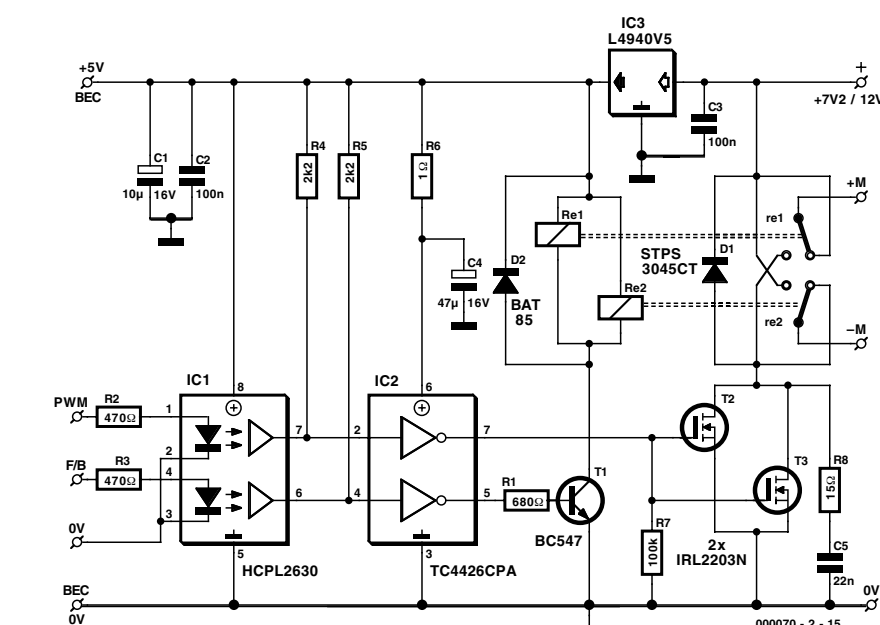 IC3
L4940V5
+5V
BEC
+
+7V2 / 12V
C3
100n
C1
10µ 16V
C2
100n
R4
2k2
R5
2k2
R6
1Ω
+M
Re1
re1
STPS
3045CT
D1
D2
BAT
85
C4
47µ 16V
Re2
re2
–M
IC1
8
IC2
6
PWM
R2
470Ω
1
2
7
2
7
T2
F/B
R3
470Ω
4
3
6
4
5
R1
680Ω
T1
BC547
T3
R8
15Ω
0V
R7
100k
2x
IRL2203N
C5
22n
5
HCPL2630
3
TC4426CPA
BEC
0V
0V
000070 - 2 - 15